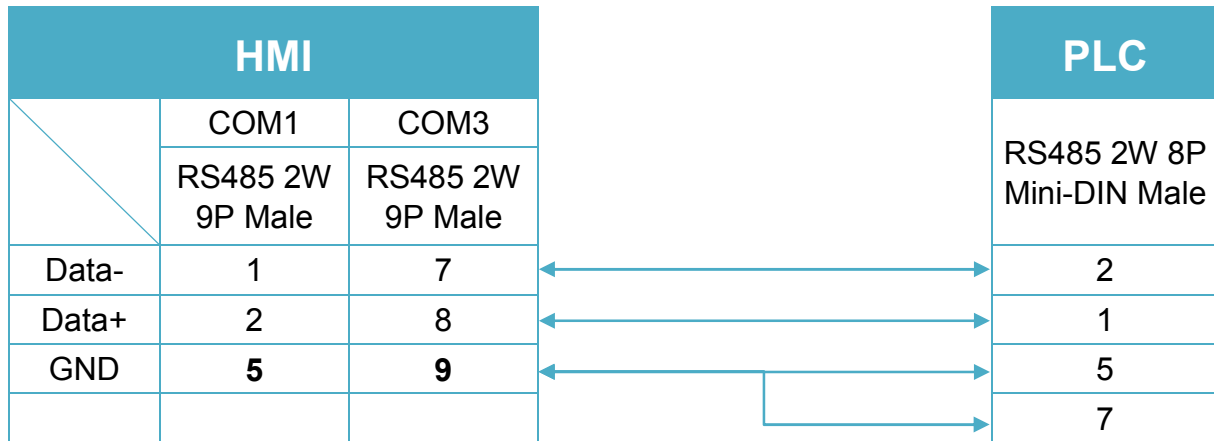 HMI PLC
COM1 COM3
RS485 2W RS485 2W RS485 2W 8P
9P Male 9P Male Mini-DIN Male
Data- 1 7 2
Data+ 2 8 1
GND 5 9 5
7